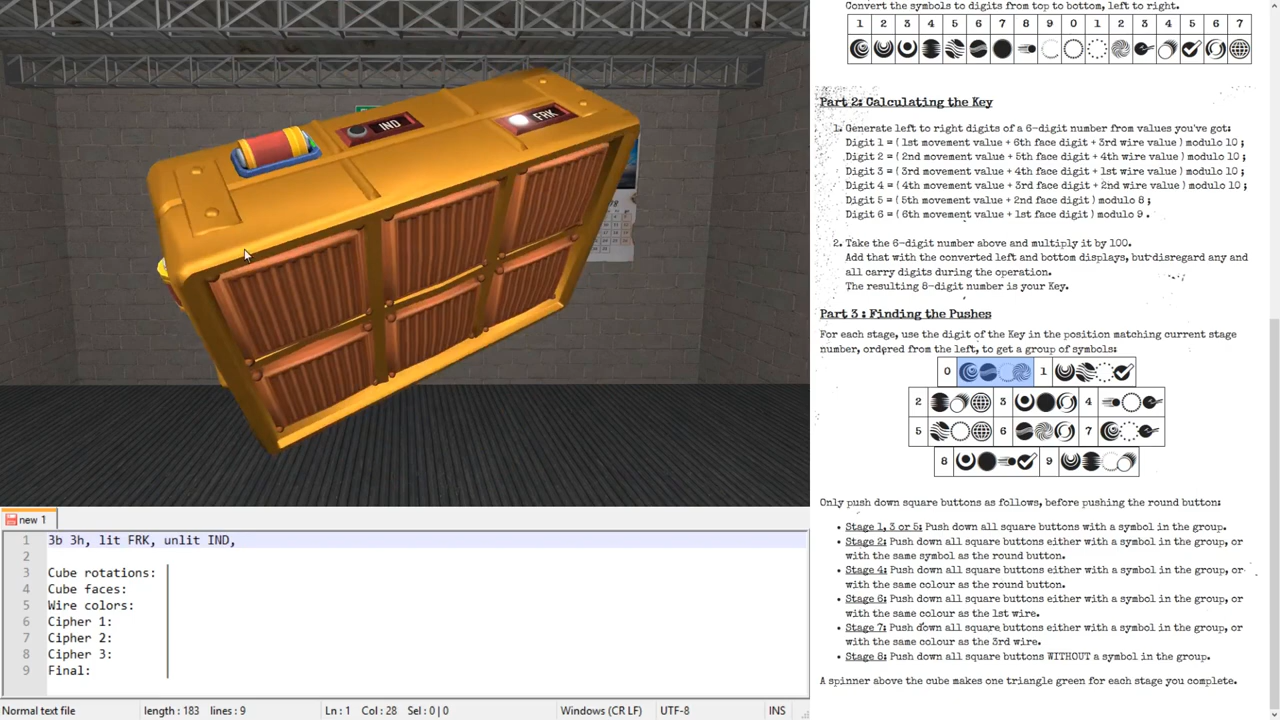 IND
FRK
new 1
1 3b 3h, lit FRK, unlit IND,
2
3 Cube rotations:
4 Cube faces:
5 Wire colors:
6 Cipher 1:
7 Cipher 2:
8 Cipher 3:
9 Final:
Normal text file length : 183 lines : 9 Ln : 1 Col : 28 Sel : 0 | 0 Windows (CR LF) UTF-8 INS
Convert the symbols to digits from top to bottom, left to right.
1 2 3 4 5 6 7 8 9 0 1 2 3 4 5 6 7
Part 2: Calculating the Key
1. Generate left to right digits of a 6-digit number from values you've got:
Digit 1 = ( 1st movement value + 6th face digit + 3rd wire value ) modulo 10 ;
Digit 2 = ( 2nd movement value + 5th face digit + 4th wire value ) modulo 10 ;
Digit 3 = ( 3rd movement value + 4th face digit + 1st wire value ) modulo 10 ;
Digit 4 = ( 4th movement value + 3rd face digit + 2nd wire value ) modulo 10 ;
Digit 5 = ( 5th movement value + 2nd face digit ) modulo 8 ;
Digit 6 = ( 6th movement value + 1st face digit ) modulo 9 .
2. Take the 6-digit number above and multiply it by 100.
Add that with the converted left and bottom displays, but disregard any and
all carry digits during the operation.
The resulting 8-digit number is your Key.
Part 3 : Finding the Pushes
For each stage, use the digit of the Key in the position matching current stage
number, ordered from the left, to get a group of symbols:
0 1
2 3 4
5 6 7
8 9
Only push down square buttons as follows, before pushing the round button:
• Stage 1, 3 or 5: Push down all square buttons with a symbol in the group.
• Stage 2: Push down all square buttons either with a symbol in the group, or
with the same symbol as the round button.
• Stage 4: Push down all square buttons either with a symbol in the group, or
with the same colour as the round button.
• Stage 6: Push down all square buttons either with a symbol in the group, or
with the same colour as the 1st wire.
• Stage 7: Push down all square buttons either with a symbol in the group, or
with the same colour as the 3rd wire.
• Stage 8: Push down all square buttons WITHOUT a symbol in the group.
A spinner above the cube makes one triangle green for each stage you complete.